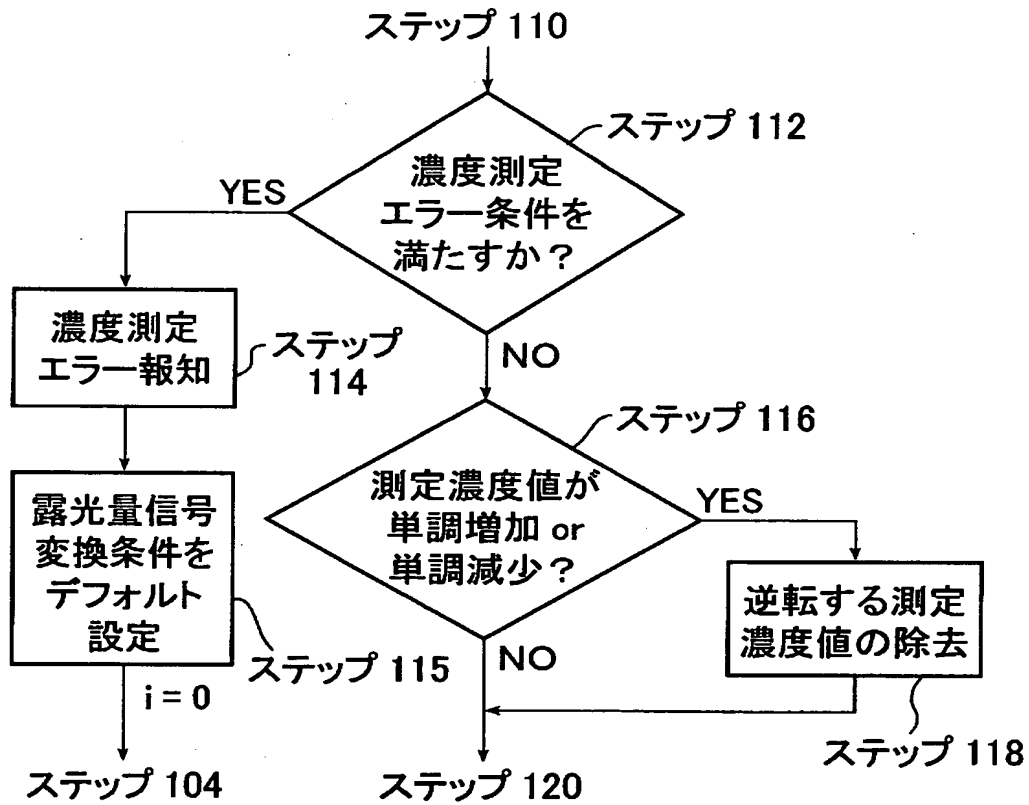 ステップ 110
ステップ 112
濃度測定
エラー条件を
満たすか？
YES
濃度測定
エラー報知
ステップ
114
NO
ステップ 116
測定濃度値が
単調増加 or
単調減少？
YES
露光量信号
変換条件を
デフォルト
設定
逆転する測定
濃度値の除去
ステップ 115
NO
i = 0
ステップ 118
ステップ 104
ステップ 120